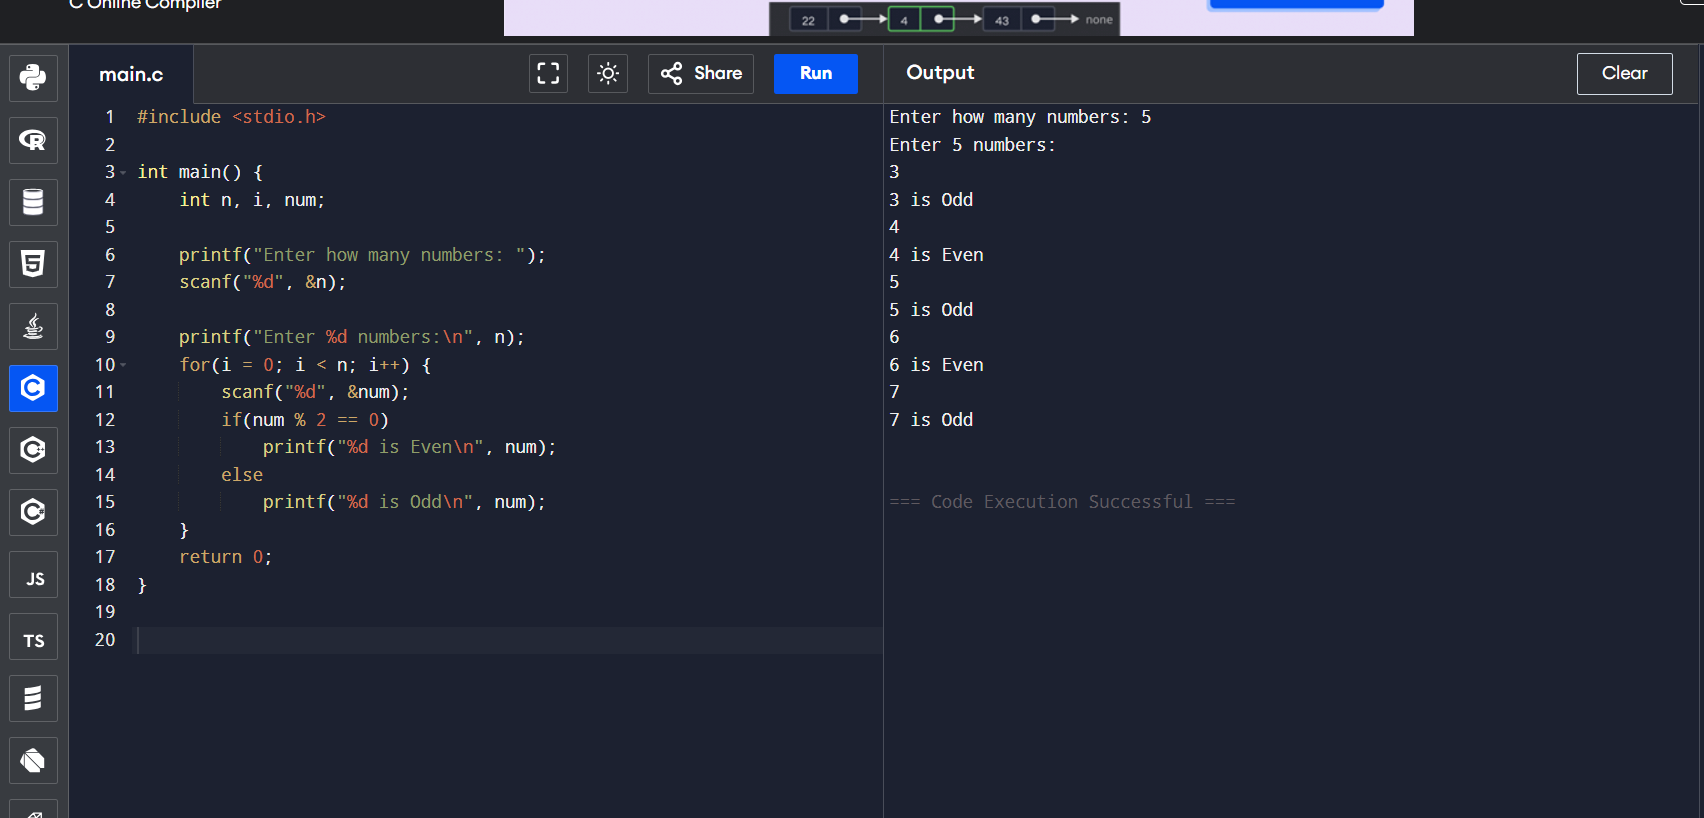 C Online Compiler
22 4 43 none
main.c
Share
Run
Output
Clear
1 #include <stdio.h>
2
3 int main() {
4     int n, i, num;
5
6     printf("Enter how many numbers: ");
7     scanf("%d", &n);
8
9     printf("Enter %d numbers:\n", n);
10     for(i = 0; i < n; i++) {
11         scanf("%d", &num);
12         if(num % 2 == 0)
13             printf("%d is Even\n", num);
14         else
15             printf("%d is Odd\n", num);
16     }
17     return 0;
18 }
19
20
Enter how many numbers: 5
Enter 5 numbers:
3
3 is Odd
4
4 is Even
5
5 is Odd
6
6 is Even
7
7 is Odd
=== Code Execution Successful ===
R
5
C
C
C
JS
TS